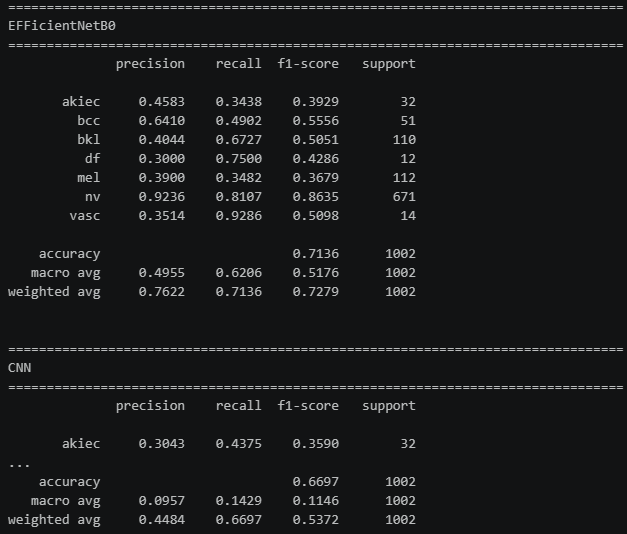 ================================================================================
EFFicientNetB0
================================================================================
              precision    recall  f1-score   support

       akiec     0.4583    0.3438    0.3929        32
         bcc     0.6410    0.4902    0.5556        51
         bkl     0.4044    0.6727    0.5051       110
          df     0.3000    0.7500    0.4286        12
         mel     0.3900    0.3482    0.3679       112
          nv     0.9236    0.8107    0.8635       671
        vasc     0.3514    0.9286    0.5098        14

    accuracy                         0.7136      1002
   macro avg     0.4955    0.6206    0.5176      1002
weighted avg     0.7622    0.7136    0.7279      1002


================================================================================
CNN
================================================================================
              precision    recall  f1-score   support

       akiec     0.3043    0.4375    0.3590        32
...
    accuracy                         0.6697      1002
   macro avg     0.0957    0.1429    0.1146      1002
weighted avg     0.4484    0.6697    0.5372      1002